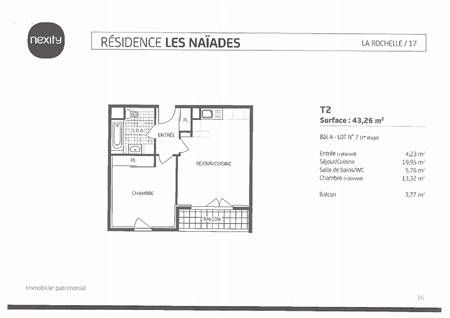 nexity
RÉSIDENCE LES NAÏADES
LA ROCHELLE / 17
T2
Surface : 43,26 m²
Bât A - LOT N° 7 (1er étage)
Entrée (+placard) 4,23 m²
Séjour/Cuisine 19,95 m²
Salle de bains/WC 5,76 m²
Chambre (+placard) 13,32 m²
Balcon 3,77 m²
PL
S.D.B.
ENTRÉE
PL
SÉJOUR/CUISINE
CHAMBRE
BALCON
Immobilier patrimonial
16